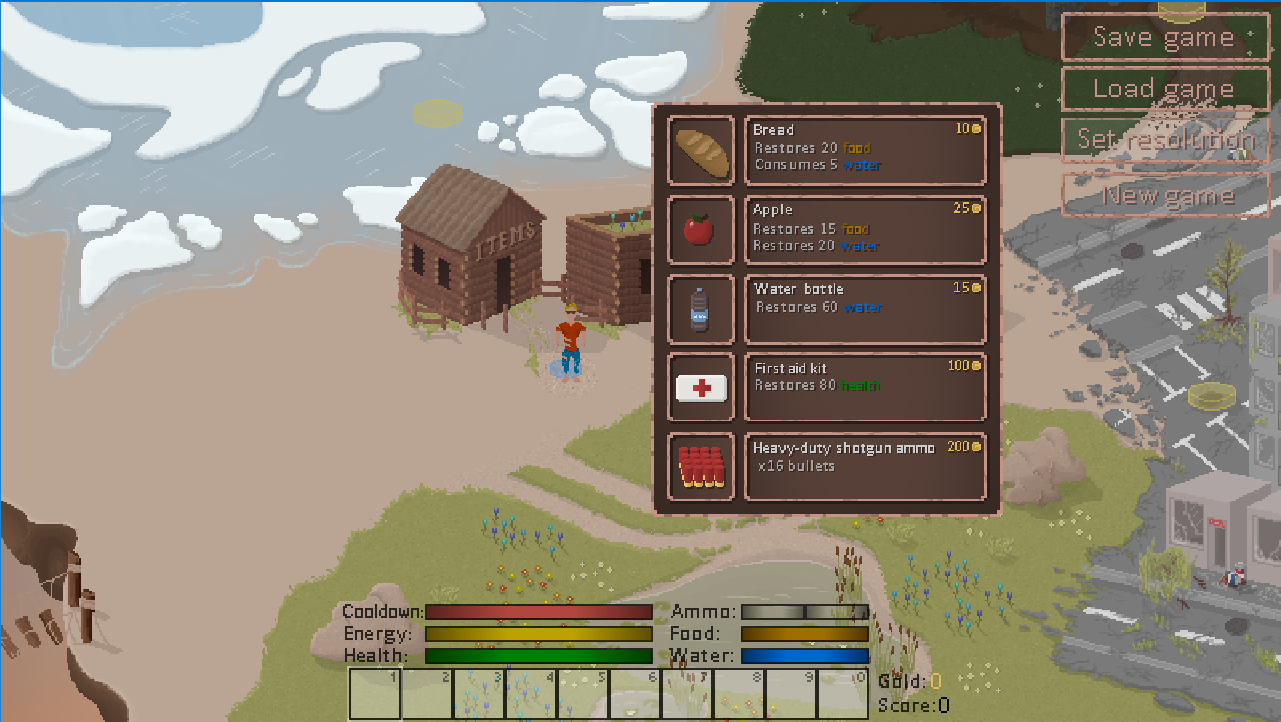 Save game
Load game
Set resolution
New game
ITEMS
Bread 10
Restores 20 food
Consumes 5 water
Apple 25
Restores 15 food
Restores 20 water
Water bottle 15
Restores 60 water
First aid kit 100
Restores 80 health
Heavy-duty shotgun ammo 200
x16 bullets
Cooldown: Ammo:
Energy: Food:
Health: Water:
1 2 3 4 5 6 7 8 9 0
Gold:0
Score:0